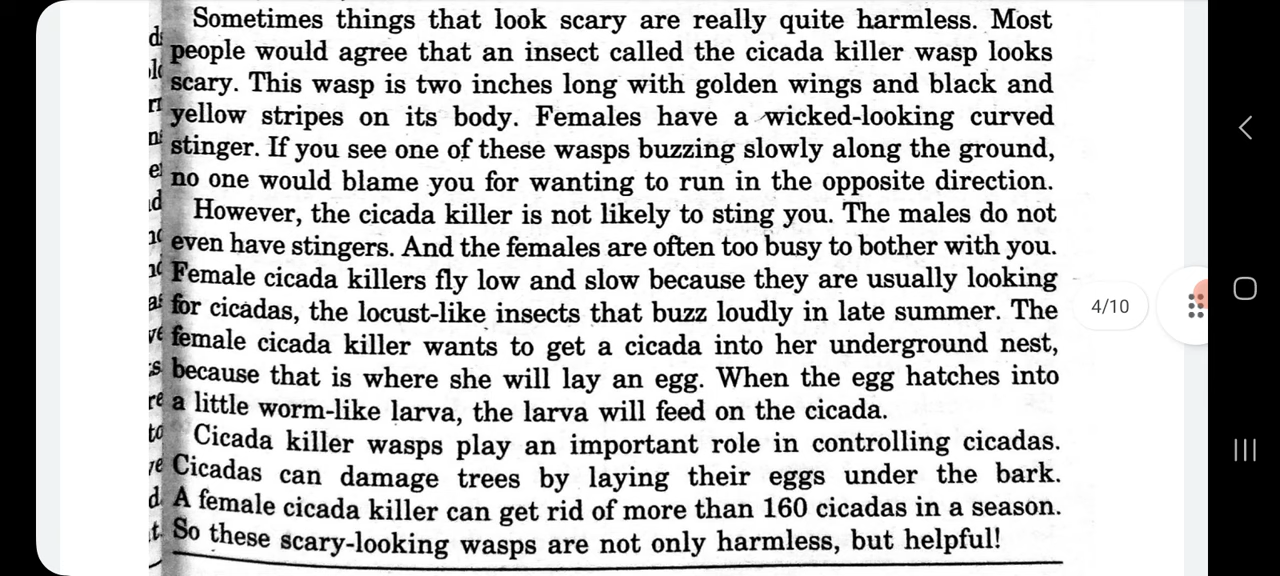 Sometimes things that look scary are really quite harmless. Most
people would agree that an insect called the cicada killer wasp looks
scary. This wasp is two inches long with golden wings and black and
yellow stripes on its body. Females have a wicked-looking curved
stinger. If you see one of these wasps buzzing slowly along the ground,
no one would blame you for wanting to run in the opposite direction.
However, the cicada killer is not likely to sting you. The males do not
even have stingers. And the females are often too busy to bother with you.
Female cicada killers fly low and slow because they are usually looking
for cicadas, the locust-like insects that buzz loudly in late summer. The
female cicada killer wants to get a cicada into her underground nest,
because that is where she will lay an egg. When the egg hatches into
a little worm-like larva, the larva will feed on the cicada.
Cicada killer wasps play an important role in controlling cicadas.
Cicadas can damage trees by laying their eggs under the bark.
A female cicada killer can get rid of more than 160 cicadas in a season.
So these scary-looking wasps are not only harmless, but helpful!
4/10